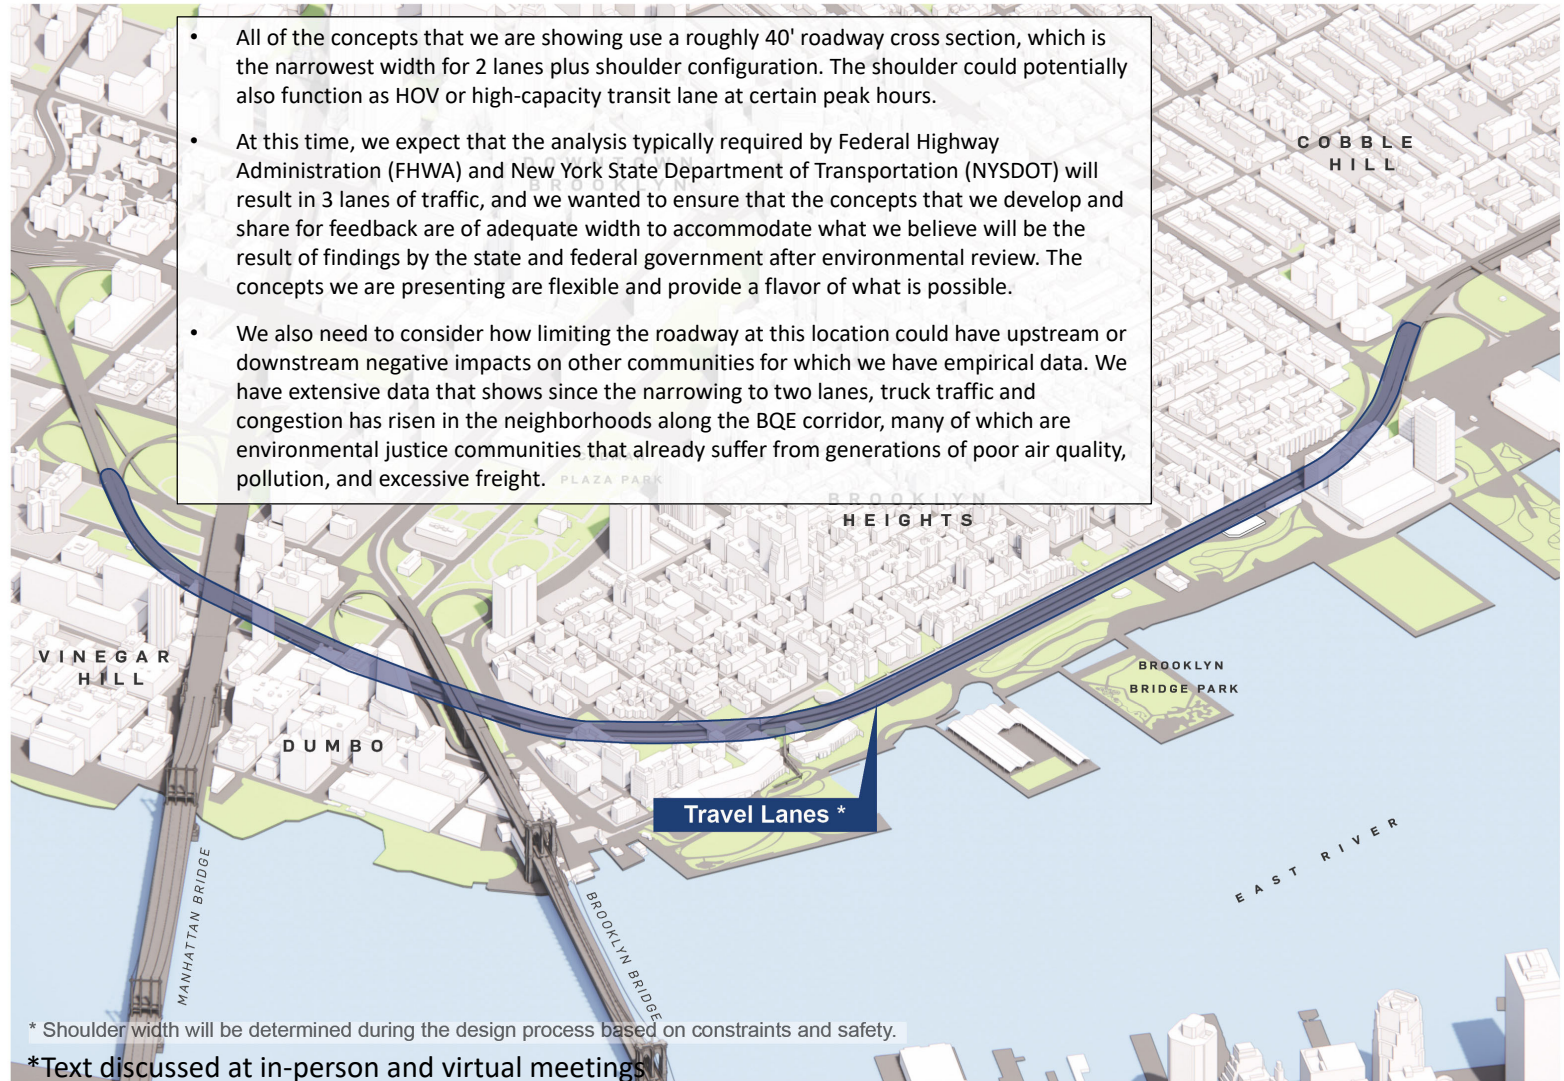 • All of the concepts that we are showing use a roughly 40' roadway cross section, which is
the narrowest width for 2 lanes plus shoulder configuration. The shoulder could potentially
also function as HOV or high-capacity transit lane at certain peak hours.
• At this time, we expect that the analysis typically required by Federal Highway
Administration (FHWA) and New York State Department of Transportation (NYSDOT) will
result in 3 lanes of traffic, and we wanted to ensure that the concepts that we develop and
share for feedback are of adequate width to accommodate what we believe will be the
result of findings by the state and federal government after environmental review. The
concepts we are presenting are flexible and provide a flavor of what is possible.
• We also need to consider how limiting the roadway at this location could have upstream or
downstream negative impacts on other communities for which we have empirical data. We
have extensive data that shows since the narrowing to two lanes, truck traffic and
congestion has risen in the neighborhoods along the BQE corridor, many of which are
environmental justice communities that already suffer from generations of poor air quality,
pollution, and excessive freight.
DOWNTOWN
BROOKLYN
COBBLE
HILL
PLAZA PARK
BROOKLYN
HEIGHTS
VINEGAR
HILL
DUMBO
BROOKLYN
BRIDGE PARK
Travel Lanes *
EAST RIVER
MANHATTAN BRIDGE
BROOKLYN BRIDGE
* Shoulder width will be determined during the design process based on constraints and safety.
*Text discussed at in-person and virtual meetings